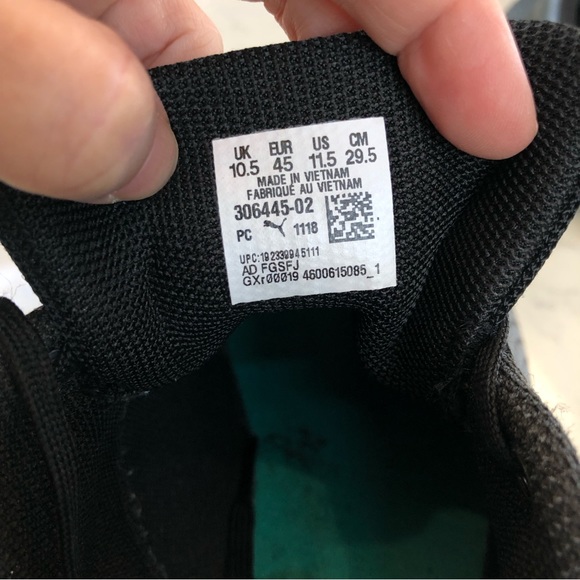 UK EUR US CM
10.5 45 11.5 29.5
MADE IN VIETNAM
FABRIQUÉ AU VIETNAM
306445-02
PC 1118
UPC:192339945111
AD FGSFJ
GXr00019 4600615085_1